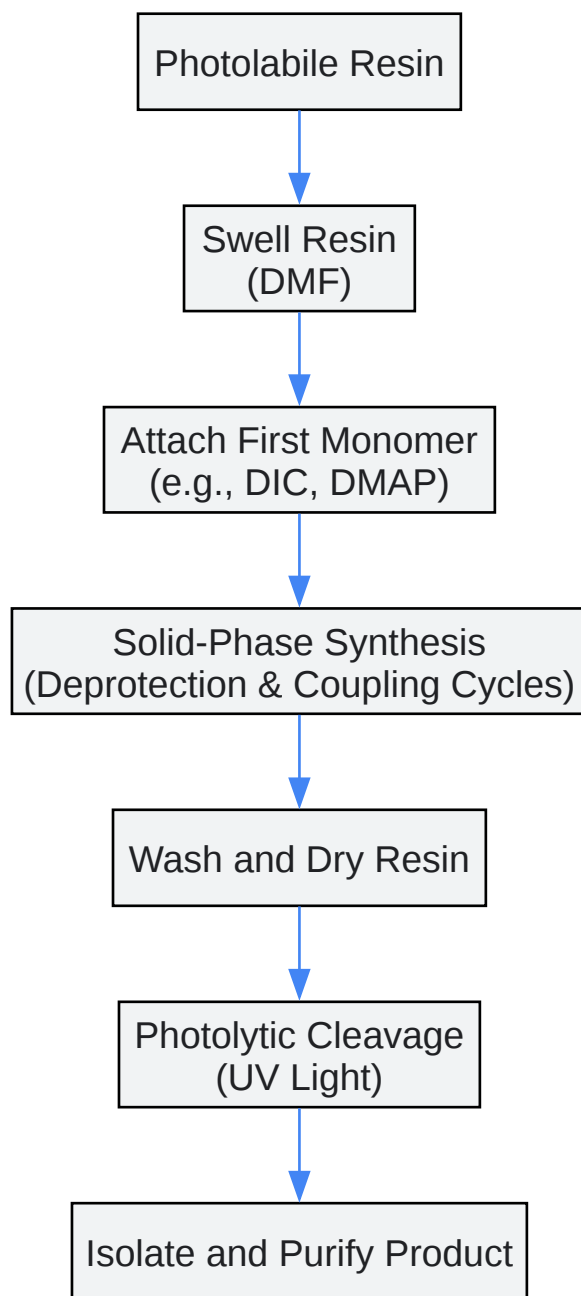 Photolabile Resin
Swell Resin
(DMF)
Attach First Monomer
(e.g., DIC, DMAP)
Solid-Phase Synthesis
(Deprotection & Coupling Cycles)
Wash and Dry Resin
Photolytic Cleavage
(UV Light)
Isolate and Purify Product